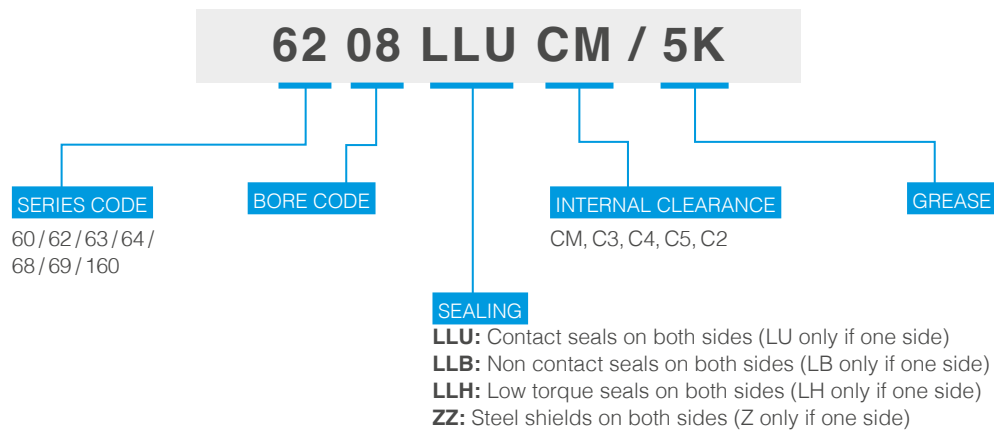 62 08 LLU CM / 5K
SERIES CODE
60 / 62 / 63 / 64 /
68 / 69 / 160
BORE CODE
INTERNAL CLEARANCE
CM, C3, C4, C5, C2
GREASE
SEALING
LLU: Contact seals on both sides (LU only if one side)
LLB: Non contact seals on both sides (LB only if one side)
LLH: Low torque seals on both sides (LH only if one side)
ZZ: Steel shields on both sides (Z only if one side)